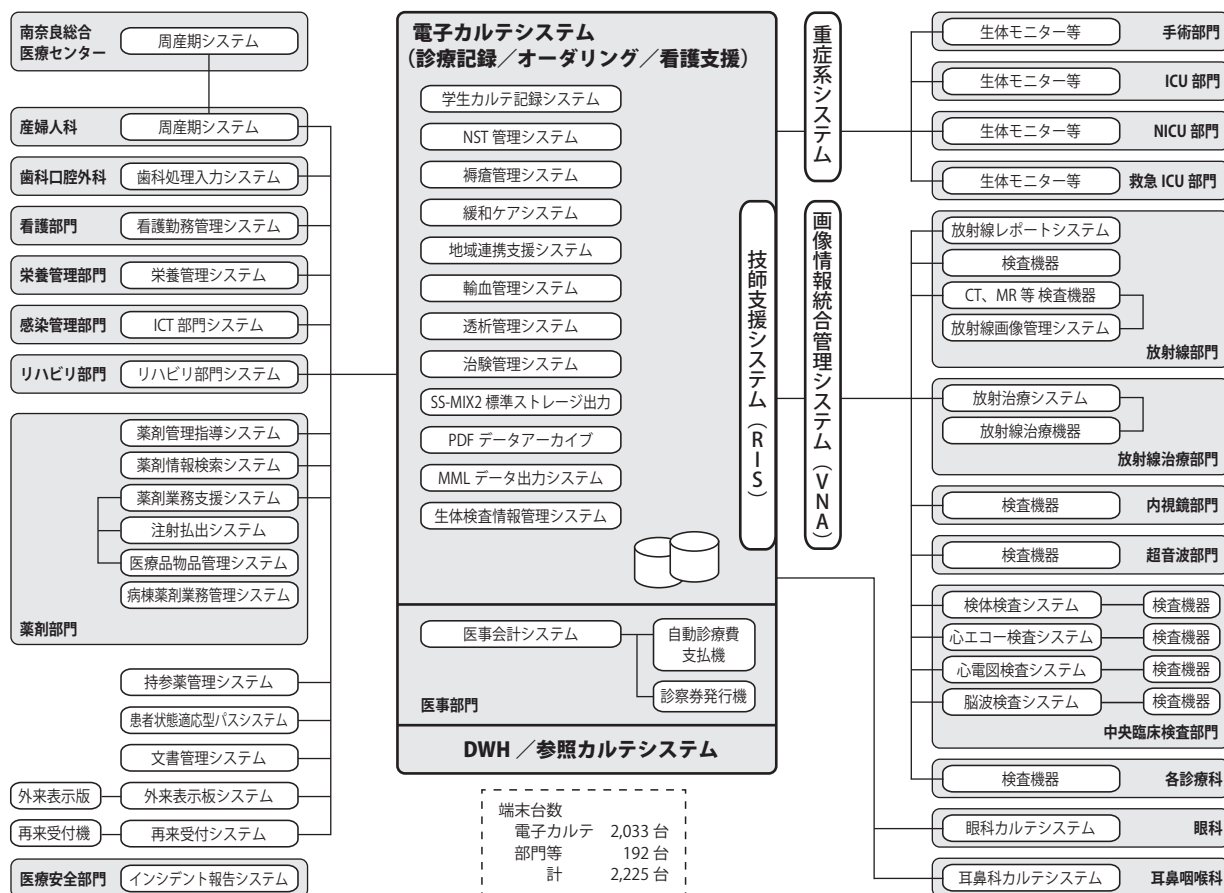 南奈良総合
医療センター
周産期システム
産婦人科
周産期システム
歯科口腔外科
歯科処理入力システム
看護部門
看護勤務管理システム
栄養管理部門
栄養管理システム
感染管理部門
ICT 部門システム
リハビリ部門
リハビリ部門システム
薬剤管理指導システム
薬剤情報検索システム
薬剤業務支援システム
注射払出システム
医療品物品管理システム
病棟薬剤業務管理システム
薬剤部門
持参薬管理システム
患者状態適応型パスシステム
文書管理システム
外来表示版
外来表示板システム
再来受付機
再来受付システム
医療安全部門
インシデント報告システム
電子カルテシステム
（診療記録／オーダリング／看護支援）
学生カルテ記録システム
NST 管理システム
褥瘡管理システム
緩和ケアシステム
地域連携支援システム
輸血管理システム
透析管理システム
治験管理システム
SS-MIX2 標準ストレージ出力
PDF データアーカイブ
MML データ出力システム
生体検査情報管理システム
技師支援システム（RIS）
医事会計システム
自動診療費
支払機
診察券発行機
医事部門
DWH ／参照カルテシステム
端末台数
電子カルテ 2,033 台
部門等 192 台
計 2,225 台
重症系システム
画像情報統合管理システム（VNA）
生体モニター等
手術部門
生体モニター等
ICU 部門
生体モニター等
NICU 部門
生体モニター等
救急 ICU 部門
放射線レポートシステム
検査機器
CT、MR 等 検査機器
放射線画像管理システム
放射線部門
放射治療システム
放射線治療機器
放射線治療部門
検査機器
内視鏡部門
検査機器
超音波部門
検体検査システム
検査機器
心エコー検査システム
検査機器
心電図検査システム
検査機器
脳波検査システム
検査機器
中央臨床検査部門
検査機器
各診療科
眼科カルテシステム
眼科
耳鼻科カルテシステム
耳鼻咽喉科